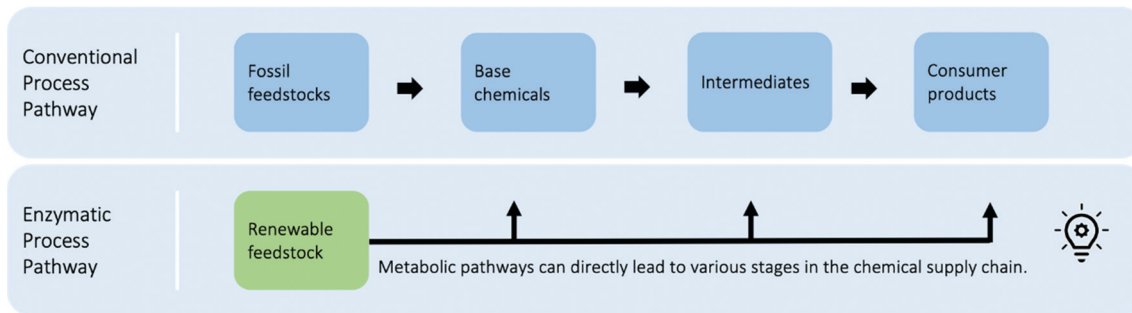 Conventional
Process
Pathway
Fossil
feedstocks
Base
chemicals
Intermediates
Consumer
products
Enzymatic
Process
Pathway
Renewable
feedstock
Metabolic pathways can directly lead to various stages in the chemical supply chain.